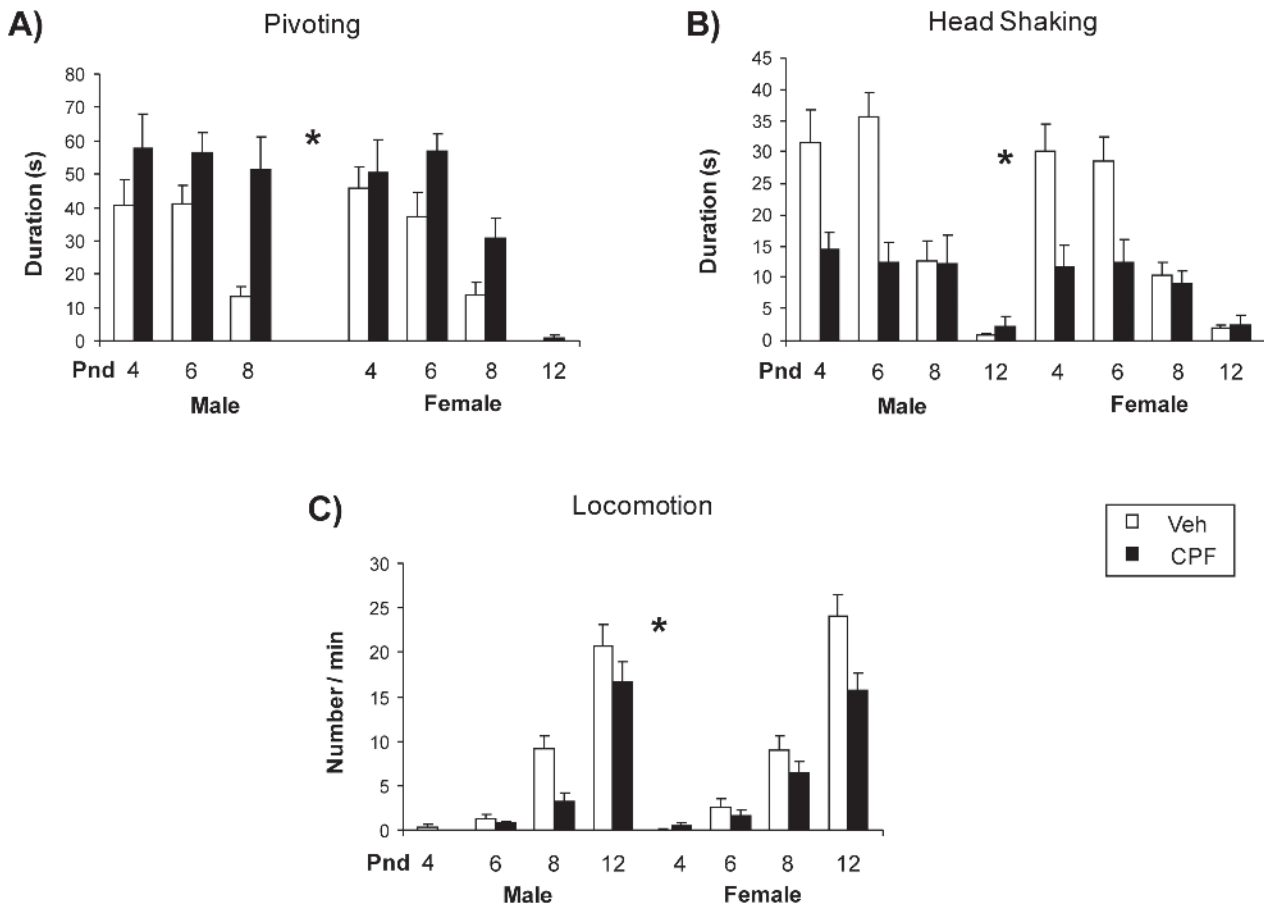 A)
Pivoting
80
70
60
50
40
30
20
10
0
Duration (s)
*
Pnd 4 6 8 4 6 8 12
Male Female
B)
Head Shaking
45
40
35
30
25
20
15
10
5
0
Duration (s)
*
Pnd 4 6 8 12 4 6 8 12
Male Female
C)
Locomotion
30
25
20
15
10
5
0
Number / min
*
Pnd 4 6 8 12 4 6 8 12
Male Female
Veh
CPF